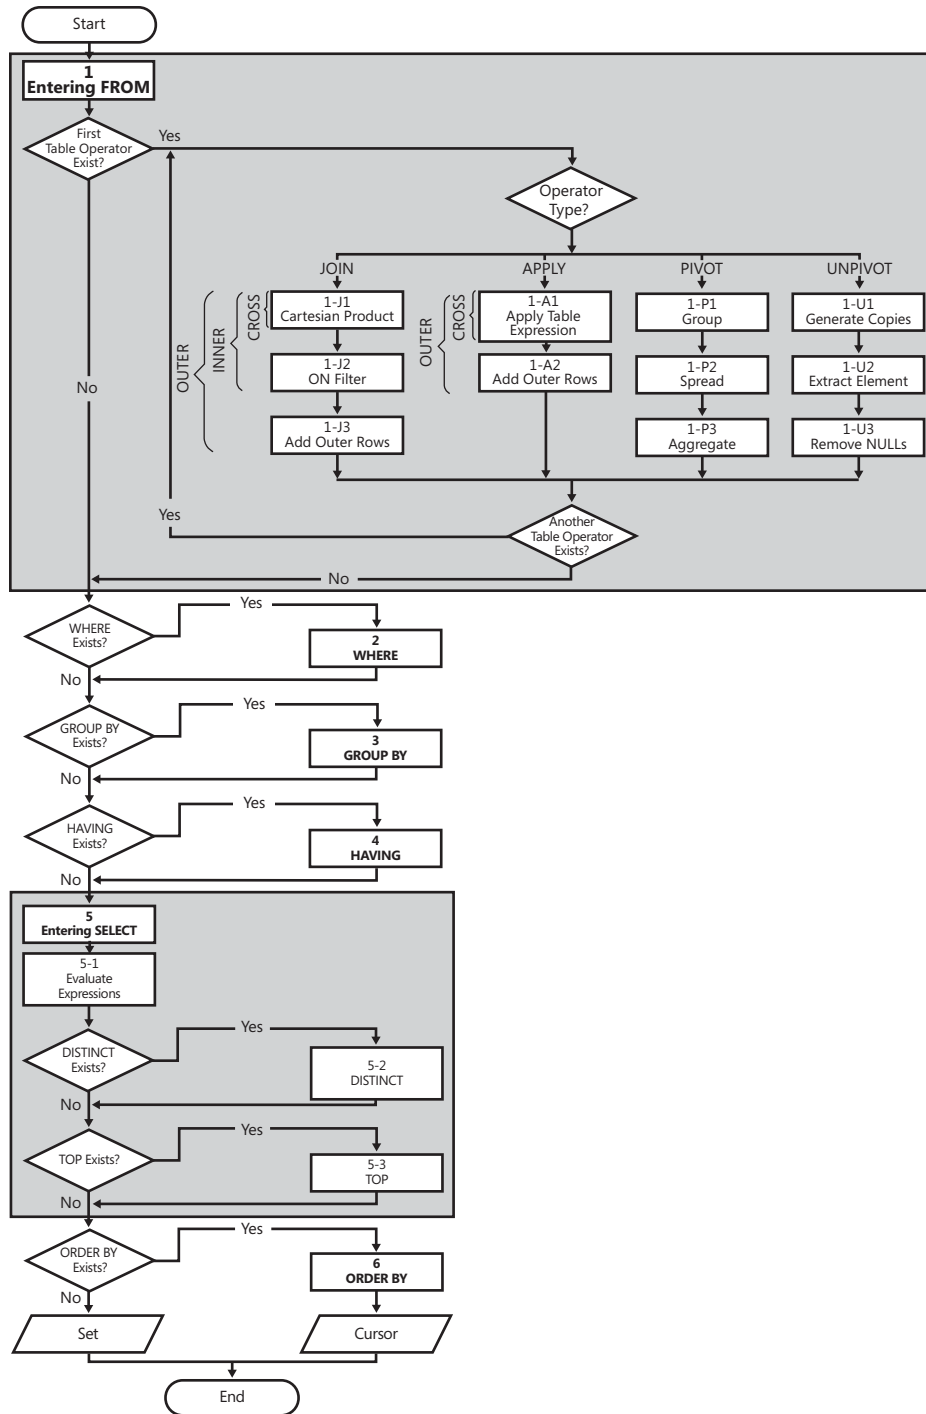 Start
1
Entering FROM
First
Table Operator
Exist?
Yes
Operator
Type?
JOIN
APPLY
PIVOT
UNPIVOT
OUTER
INNER
CROSS
1-J1
Cartesian Product
1-J2
ON Filter
1-J3
Add Outer Rows
OUTER
CROSS
1-A1
Apply Table
Expression
1-A2
Add Outer Rows
1-P1
Group
1-P2
Spread
1-P3
Aggregate
1-U1
Generate Copies
1-U2
Extract Element
1-U3
Remove NULLs
No
Yes
Another
Table Operator
Exists?
No
WHERE
Exists?
Yes
2
WHERE
No
GROUP BY
Exists?
Yes
3
GROUP BY
No
HAVING
Exists?
Yes
4
HAVING
No
5
Entering SELECT
5-1
Evaluate
Expressions
DISTINCT
Exists?
Yes
5-2
DISTINCT
No
TOP Exists?
Yes
5-3
TOP
No
ORDER BY
Exists?
Yes
6
ORDER BY
No
Set
Cursor
End